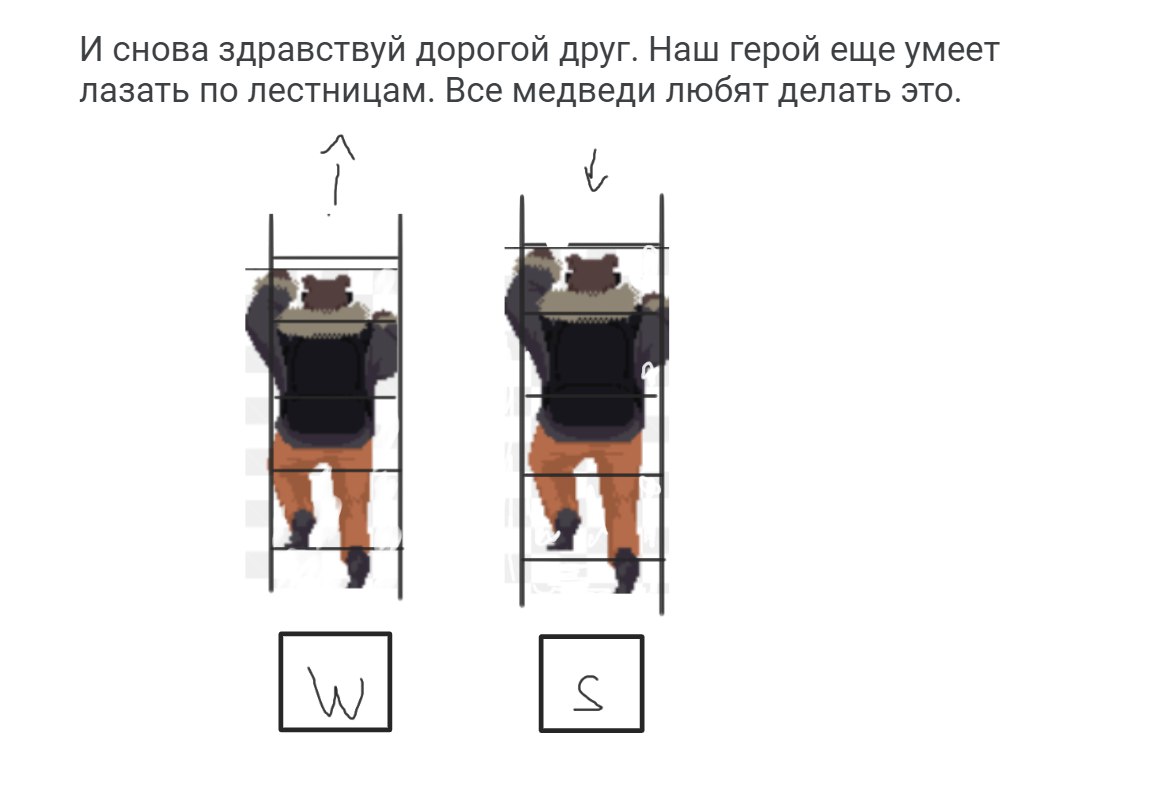 И снова здравствуй дорогой друг. Наш герой еще умеет
лазать по лестницам. Все медведи любят делать это.
W S